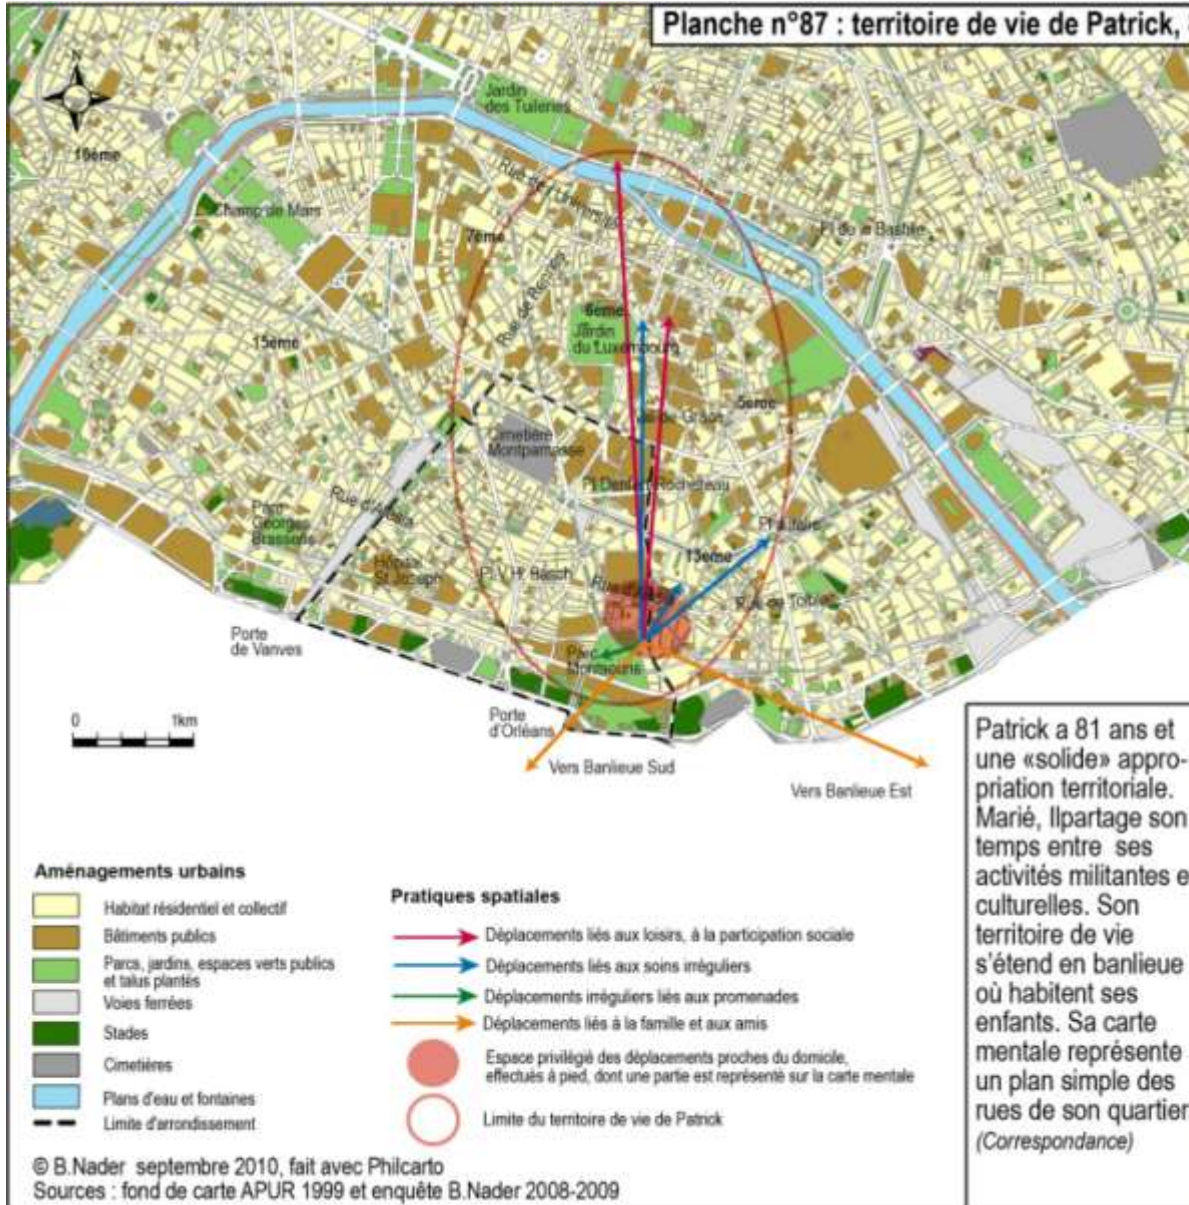 Planche n°87 : territoire de vie de Patrick,
N
Jardin
des Tuileries
16ème
Rue de l'Université
Champ de Mars
Pl de la Bastille
7ème
Rue de Rennes
6ème
Jardin
du Luxembourg
15ème
5ème
Cimetière
Montparnasse
Pl Denfert Rochereau
Rue d'Alésia
Parc
Georges
Brassens
Pl d'Italie
13ème
Hôpital
St Joseph
Pl V.H. Basch
Rue de Tolbiac
Porte
de Vanves
Parc
Montsouris
0 1km
Porte
d'Orléans
Vers Banlieue Sud
Vers Banlieue Est
Patrick a 81 ans et
une «solide» appro-
priation territoriale.
Marié, Ilpartage son
temps entre ses
activités militantes e
culturelles. Son
territoire de vie
s'étend en banlieue
où habitent ses
enfants. Sa carte
mentale représente
un plan simple des
rues de son quartier
(Correspondance)
Aménagements urbains
Habitat résidentiel et collectif
Bâtiments publics
Parcs, jardins, espaces verts publics
et talus plantés
Voies ferrées
Stades
Cimetières
Plans d'eau et fontaines
Limite d'arrondissement
Pratiques spatiales
Déplacements liés aux loisirs, à la participation sociale
Déplacements liés aux soins irréguliers
Déplacements irréguliers liés aux promenades
Déplacements liés à la famille et aux amis
Espace privilégié des déplacements proches du domicile,
effectués à pied, dont une partie est représenté sur la carte mentale
Limite du territoire de vie de Patrick
© B.Nader septembre 2010, fait avec Philcarto
Sources : fond de carte APUR 1999 et enquête B.Nader 2008-2009